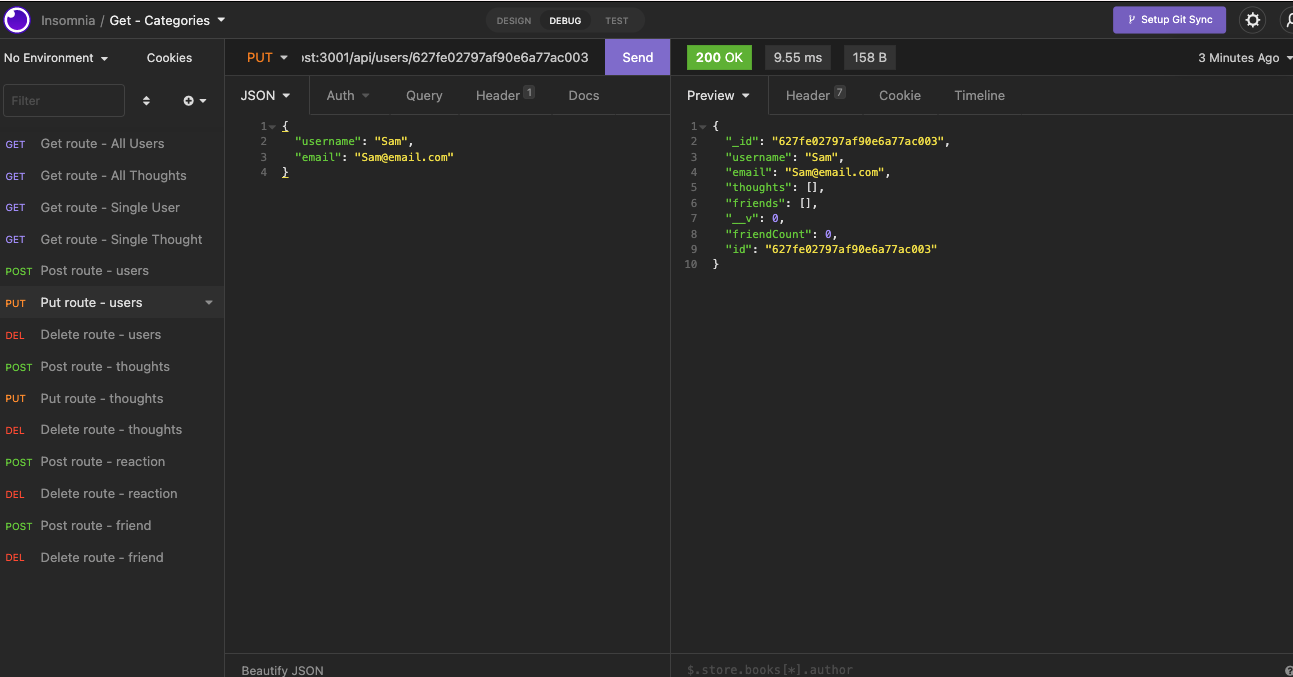 Insomnia / Get - Categories
DESIGN DEBUG TEST
Setup Git Sync
No Environment Cookies
PUT ost:3001/api/users/627fe02797af90e6a77ac003 Send
200 OK 9.55 ms 158 B 3 Minutes Ago
Filter
JSON Auth Query Header 1 Docs
Preview Header 7 Cookie Timeline
GET Get route - All Users
GET Get route - All Thoughts
GET Get route - Single User
GET Get route - Single Thought
POST Post route - users
PUT Put route - users
DEL Delete route - users
POST Post route - thoughts
PUT Put route - thoughts
DEL Delete route - thoughts
POST Post route - reaction
DEL Delete route - reaction
POST Post route - friend
DEL Delete route - friend
1 {
2 "username": "Sam",
3 "email": "Sam@email.com"
4 }
1 {
2 "_id": "627fe02797af90e6a77ac003",
3 "username": "Sam",
4 "email": "Sam@email.com",
5 "thoughts": [],
6 "friends": [],
7 "__v": 0,
8 "friendCount": 0,
9 "id": "627fe02797af90e6a77ac003"
10 }
Beautify JSON
$.store.books[*].author